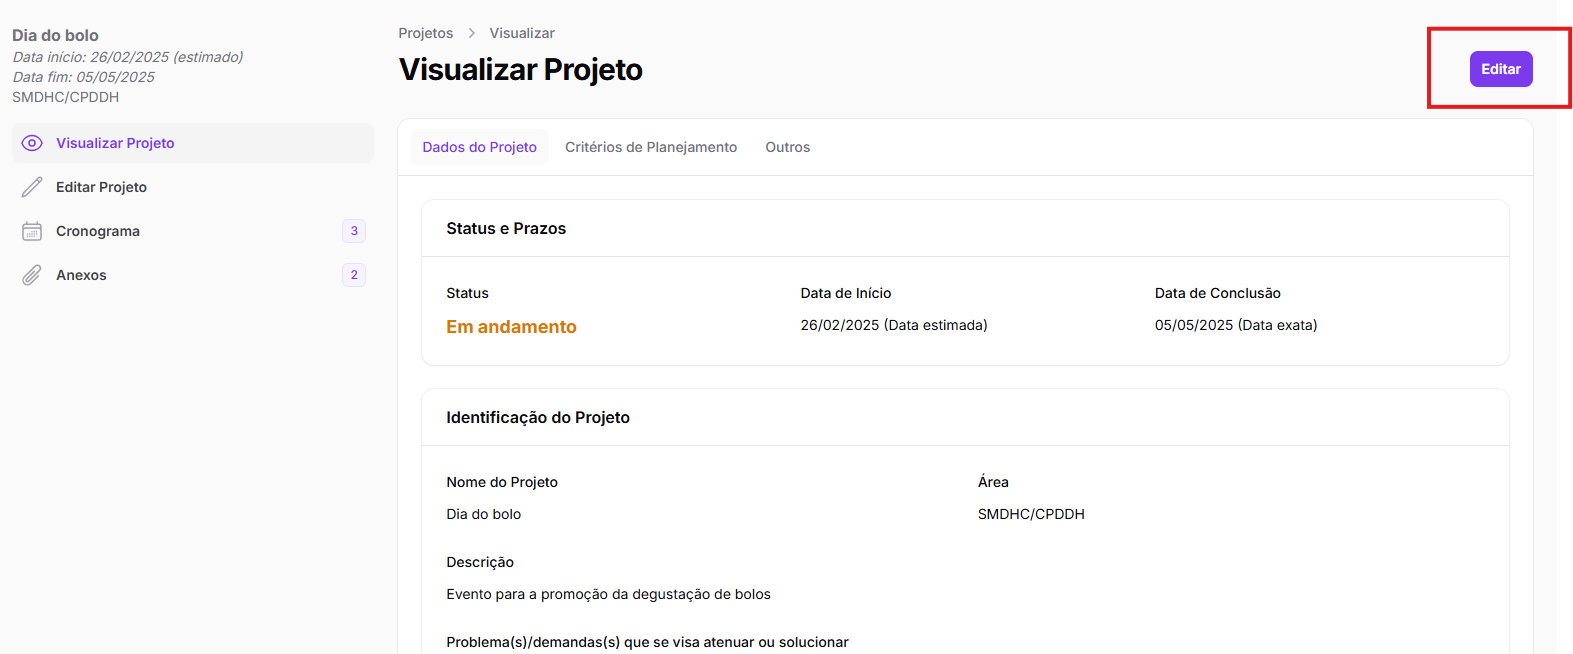 Dia do bolo
Data início: 26/02/2025 (estimado)
Data fim: 05/05/2025
SMDHC/CPDDH
Visualizar Projeto
Editar Projeto
Cronograma 3
Anexos 2
Projetos > Visualizar
Visualizar Projeto
Editar
Dados do Projeto Critérios de Planejamento Outros
Status e Prazos
Status Data de Início Data de Conclusão
Em andamento 26/02/2025 (Data estimada) 05/05/2025 (Data exata)
Identificação do Projeto
Nome do Projeto Área
Dia do bolo SMDHC/CPDDH
Descrição
Evento para a promoção da degustação de bolos
Problema(s)/demandas(s) que se visa atenuar ou solucionar